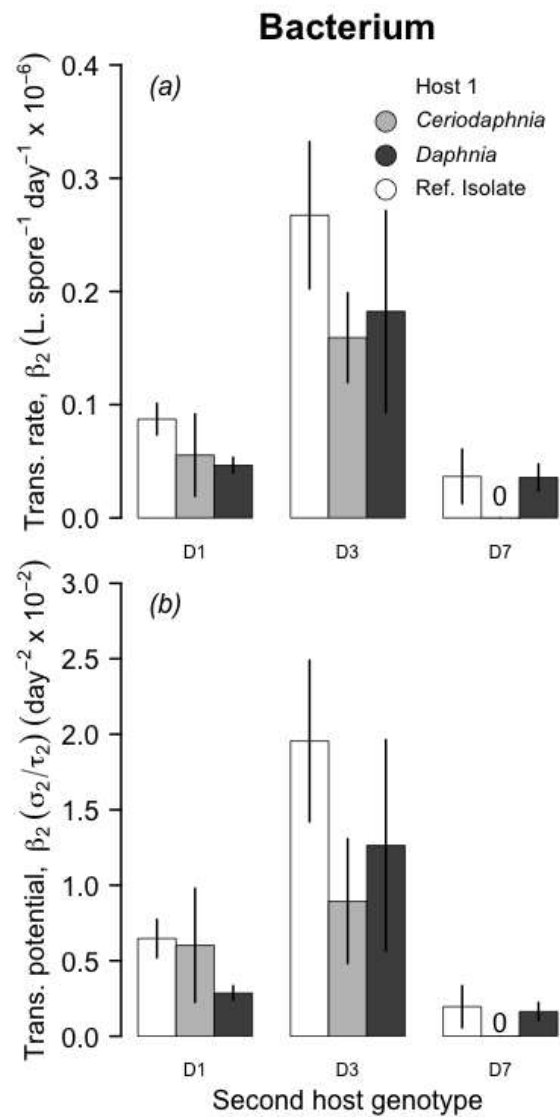 Bacterium
Trans. rate, β₂ (L. spore⁻¹ day⁻¹ x 10⁻⁶)
0.4
0.3
0.2
0.1
0.0
(a)
Host 1
Ceriodaphnia
Daphnia
Ref. Isolate
0
D1 D3 D7
Trans. potential, β₂ (σ₂/τ₂) (day⁻² x 10⁻²)
3.0
2.5
2.0
1.5
1.0
0.5
0.0
(b)
0
D1 D3 D7
Second host genotype